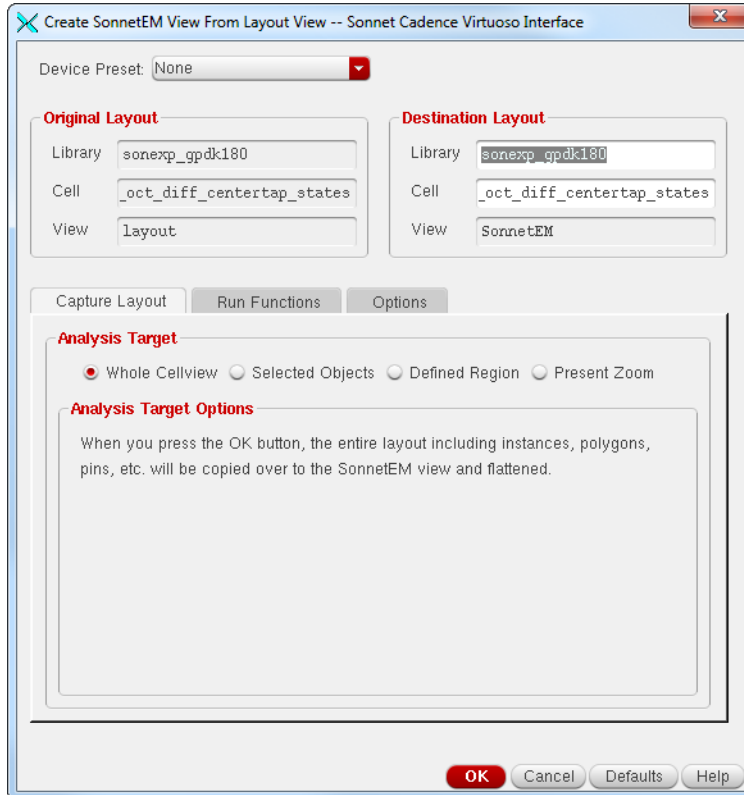 Create SonnetEM View From Layout View -- Sonnet Cadence Virtuoso Interface
Device Preset: None
Original Layout
Library sonexp_gpdk180
Cell _oct_diff_centertap_states
View layout
Destination Layout
Library sonexp_gpdk180
Cell _oct_diff_centertap_states
View SonnetEM
Capture Layout Run Functions Options
Analysis Target
Whole Cellview Selected Objects Defined Region Present Zoom
Analysis Target Options
When you press the OK button, the entire layout including instances, polygons,
pins, etc. will be copied over to the SonnetEM view and flattened.
OK Cancel Defaults Help